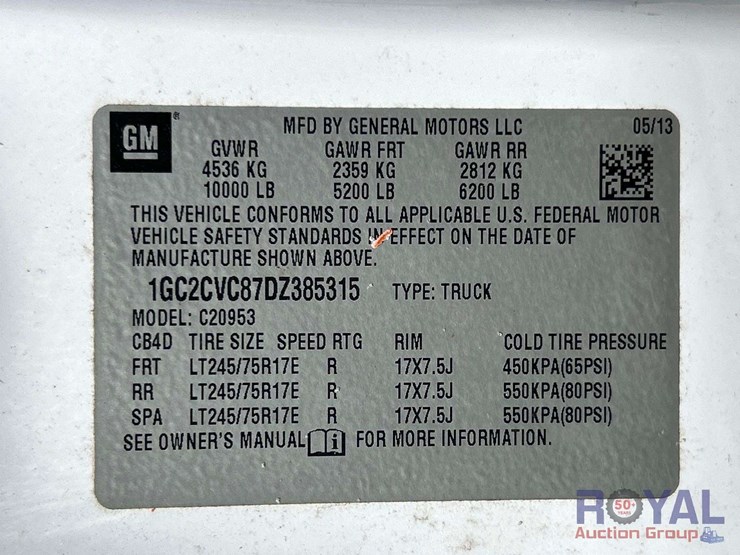 GM ® MFD BY GENERAL MOTORS LLC 05/13
GVWR GAWR FRT GAWR RR
4536 KG 2359 KG 2812 KG
10000 LB 5200 LB 6200 LB
THIS VEHICLE CONFORMS TO ALL APPLICABLE U.S. FEDERAL MOTOR
VEHICLE SAFETY STANDARDS IN EFFECT ON THE DATE OF
MANUFACTURE SHOWN ABOVE.
1GC2CVC87DZ385315 TYPE: TRUCK
MODEL: C20953
CB4D TIRE SIZE SPEED RTG RIM COLD TIRE PRESSURE
FRT LT245/75R17E R 17X7.5J 450KPA(65PSI)
RR LT245/75R17E R 17X7.5J 550KPA(80PSI)
SPA LT245/75R17E R 17X7.5J 550KPA(80PSI)
SEE OWNER'S MANUAL i FOR MORE INFORMATION.
ROYAL
50+
YEARS
Auction Group